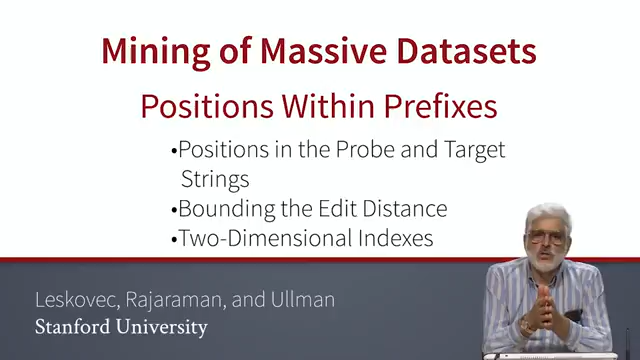 Mining of Massive Datasets
Positions Within Prefixes
•Positions in the Probe and Target
Strings
•Bounding the Edit Distance
•Two-Dimensional Indexes
Leskovec, Rajaraman, and Ullman
Stanford University